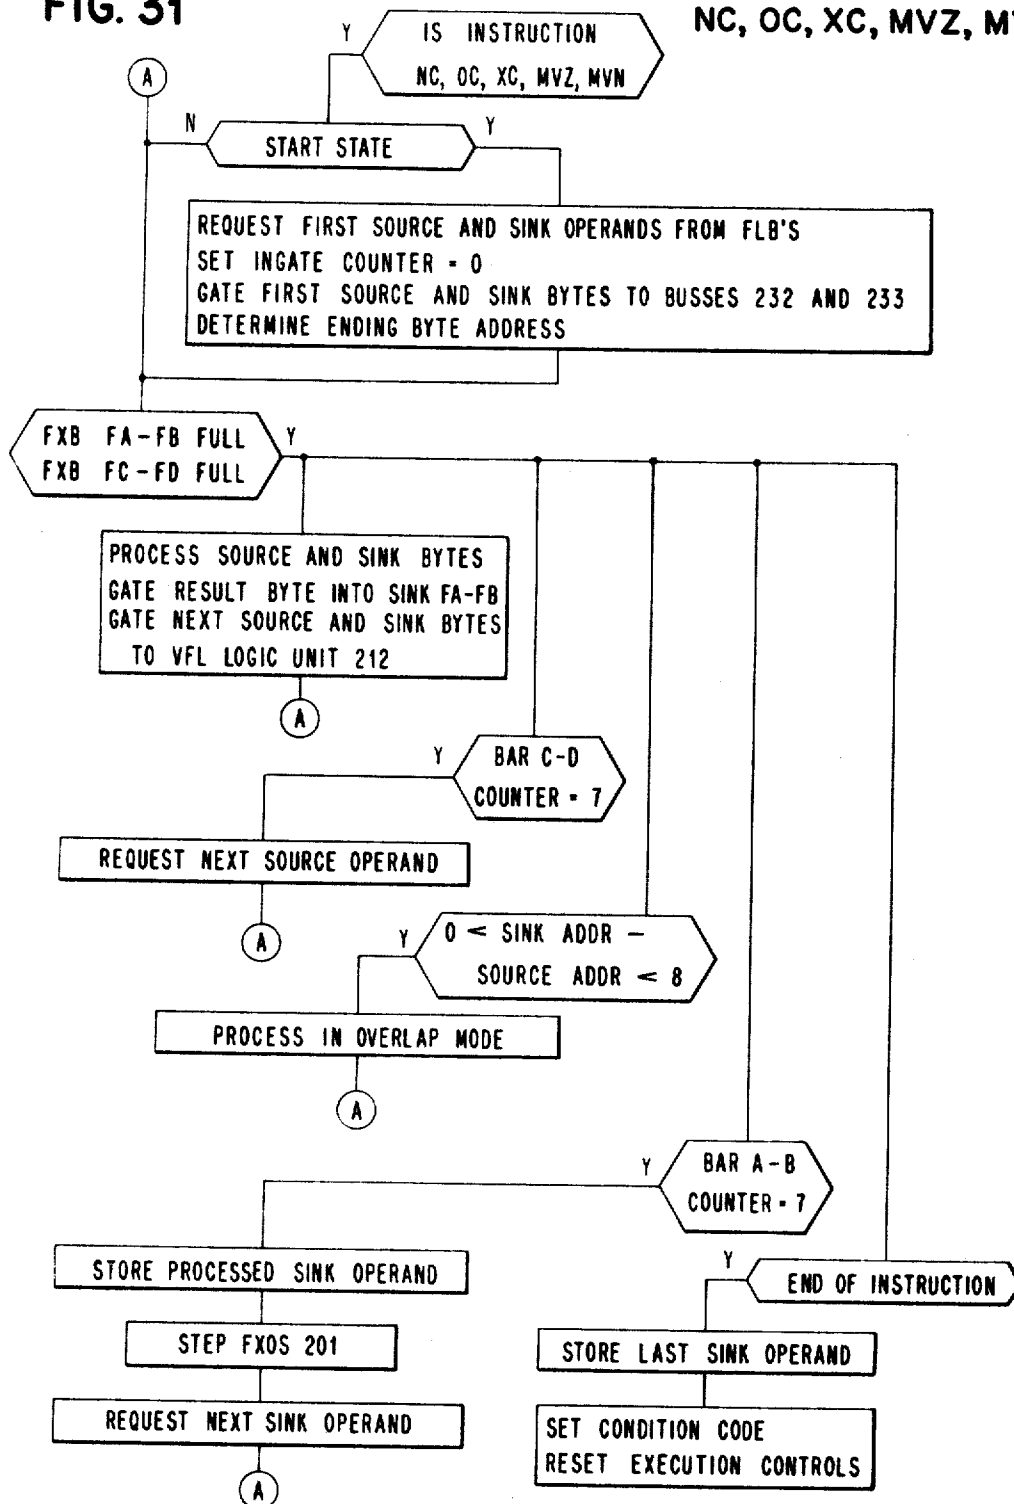 FIG. 31
NC, OC, XC, MVZ,
Y
IS INSTRUCTION
NC, OC, XC, MVZ, MVN
A
N
START STATE
Y
REQUEST FIRST SOURCE AND SINK OPERANDS FROM FLB'S
SET INGATE COUNTER = 0
GATE FIRST SOURCE AND SINK BYTES TO BUSSES 232 AND 233
DETERMINE ENDING BYTE ADDRESS
FXB FA-FB FULL
FXB FC-FD FULL
Y
PROCESS SOURCE AND SINK BYTES
GATE RESULT BYTE INTO SINK FA-FB
GATE NEXT SOURCE AND SINK BYTES
TO VFL LOGIC UNIT 212
A
Y
BAR C-D
COUNTER = 7
REQUEST NEXT SOURCE OPERAND
A
Y
0 < SINK ADDR -
SOURCE ADDR < 8
PROCESS IN OVERLAP MODE
A
Y
BAR A-B
COUNTER = 7
STORE PROCESSED SINK OPERAND
STEP FXOS 201
REQUEST NEXT SINK OPERAND
A
Y
END OF INSTRUCTION
STORE LAST SINK OPERAND
SET CONDITION CODE
RESET EXECUTION CONTROLS